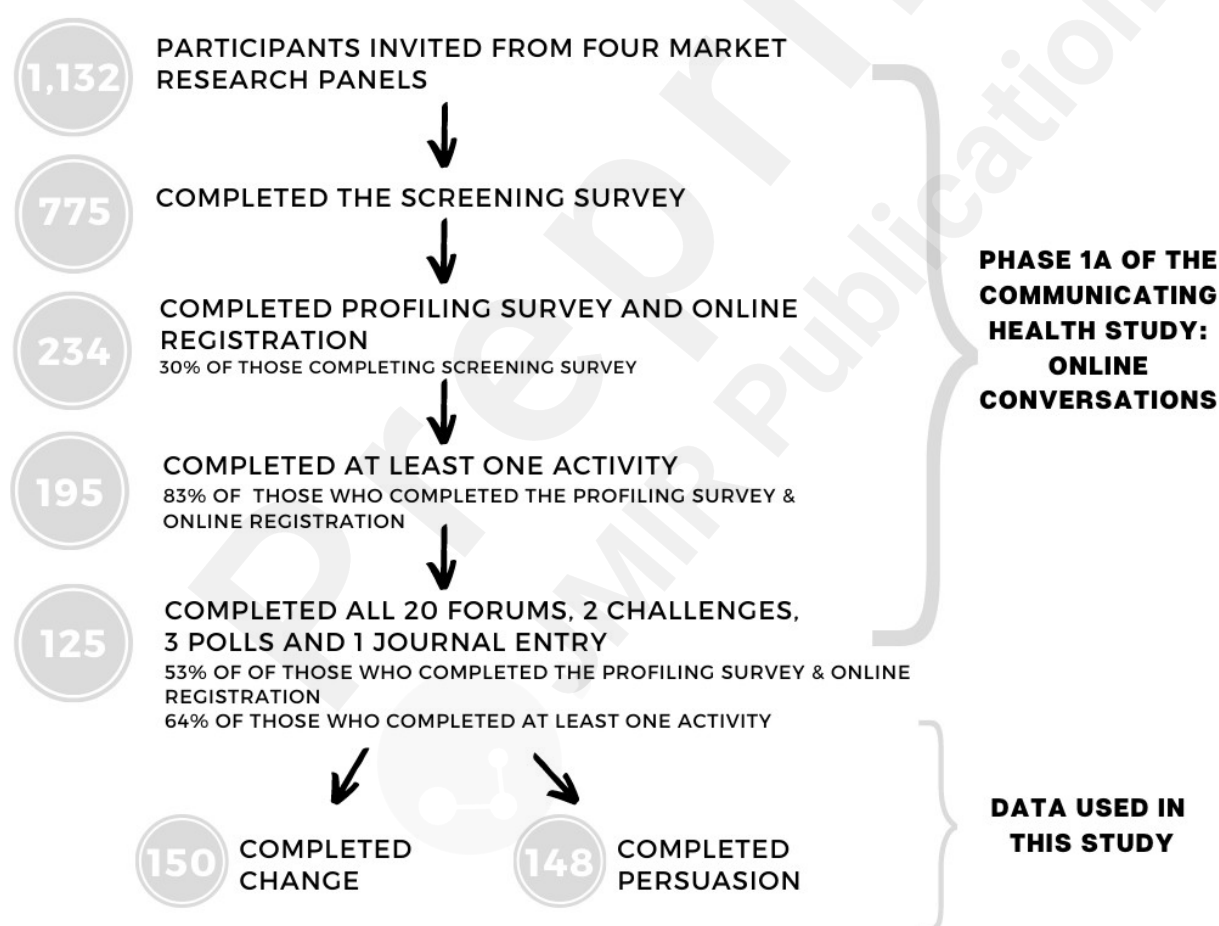 1,132
PARTICIPANTS INVITED FROM FOUR MARKET
RESEARCH PANELS
775
COMPLETED THE SCREENING SURVEY
234
COMPLETED PROFILING SURVEY AND ONLINE
REGISTRATION
30% OF THOSE COMPLETING SCREENING SURVEY
195
COMPLETED AT LEAST ONE ACTIVITY
83% OF THOSE WHO COMPLETED THE PROFILING SURVEY &
ONLINE REGISTRATION
125
COMPLETED ALL 20 FORUMS, 2 CHALLENGES,
3 POLLS AND 1 JOURNAL ENTRY
53% OF OF THOSE WHO COMPLETED THE PROFILING SURVEY & ONLINE
REGISTRATION
64% OF THOSE WHO COMPLETED AT LEAST ONE ACTIVITY
PHASE 1A OF THE
COMMUNICATING
HEALTH STUDY:
ONLINE
CONVERSATIONS
150
COMPLETED
CHANGE
148
COMPLETED
PERSUASION
DATA USED IN
THIS STUDY
JMIR Publication